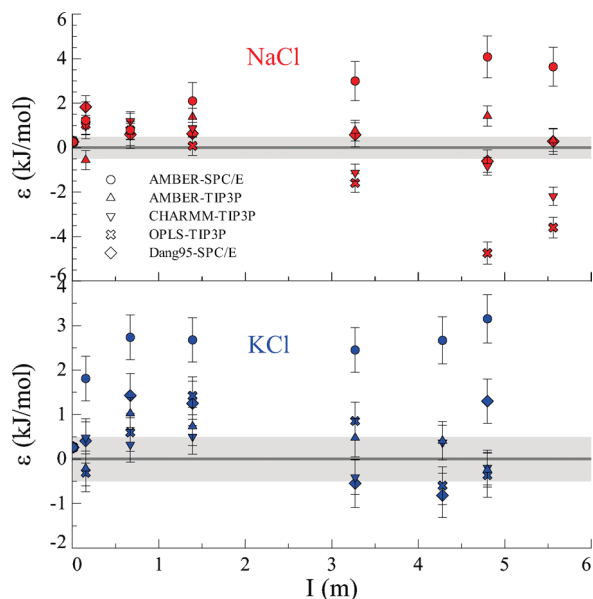 6
4
2
0
-2
-4
-6
ε (kJ/mol)
NaCl
AMBER-SPC/E
AMBER-TIP3P
CHARMM-TIP3P
OPLS-TIP3P
Dang95-SPC/E
4
3
2
1
0
-1
-2
ε (kJ/mol)
KCl
0 1 2 3 4 5 6
I (m)